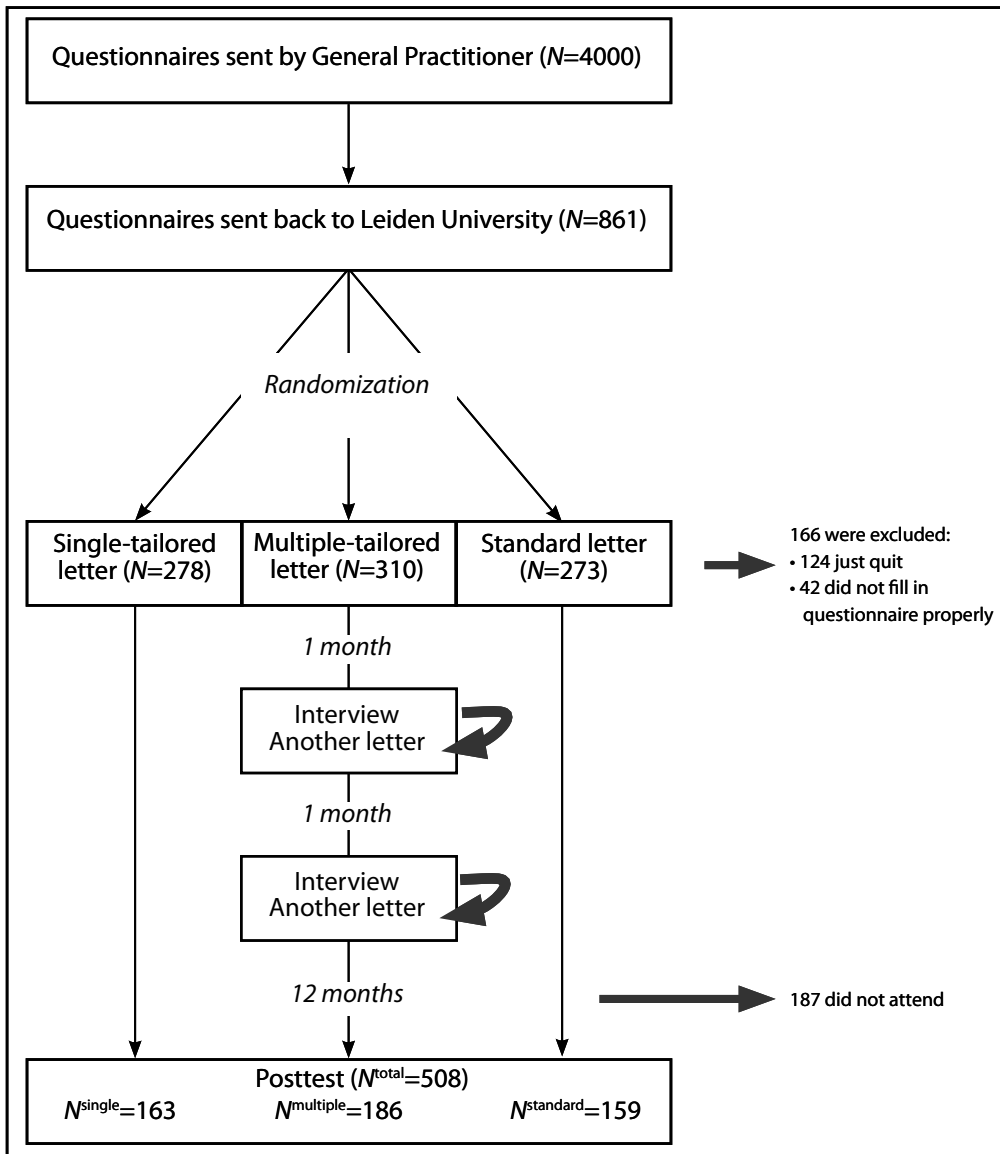 Questionnaires sent by General Practitioner (N=4000)
Questionnaires sent back to Leiden University (N=861)
Randomization
Single-tailored
letter (N=278)
Multiple-tailored
letter (N=310)
Standard letter
(N=273)
166 were excluded:
• 124 just quit
• 42 did not fill in
questionnaire properly
1 month
Interview
Another letter
1 month
Interview
Another letter
12 months
187 did not attend
Posttest (Ntotal=508)
Nsingle=163 Nmultiple=186 Nstandard=159